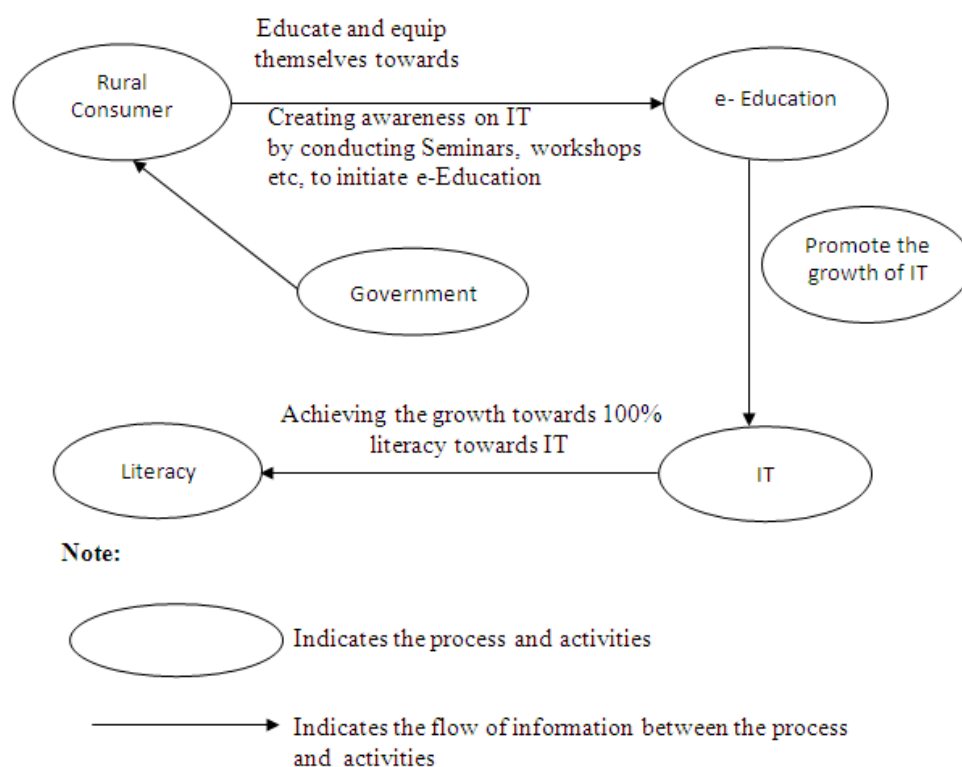 Educate and equip
themselves towards
Rural
Consumer
e- Education
Creating awareness on IT
by conducting Seminars, workshops
etc, to initiate e-Education
Promote the
growth of IT
Government
Achieving the growth towards 100%
literacy towards IT
Literacy
IT
Note:
Indicates the process and activities
Indicates the flow of information between the process
and activities